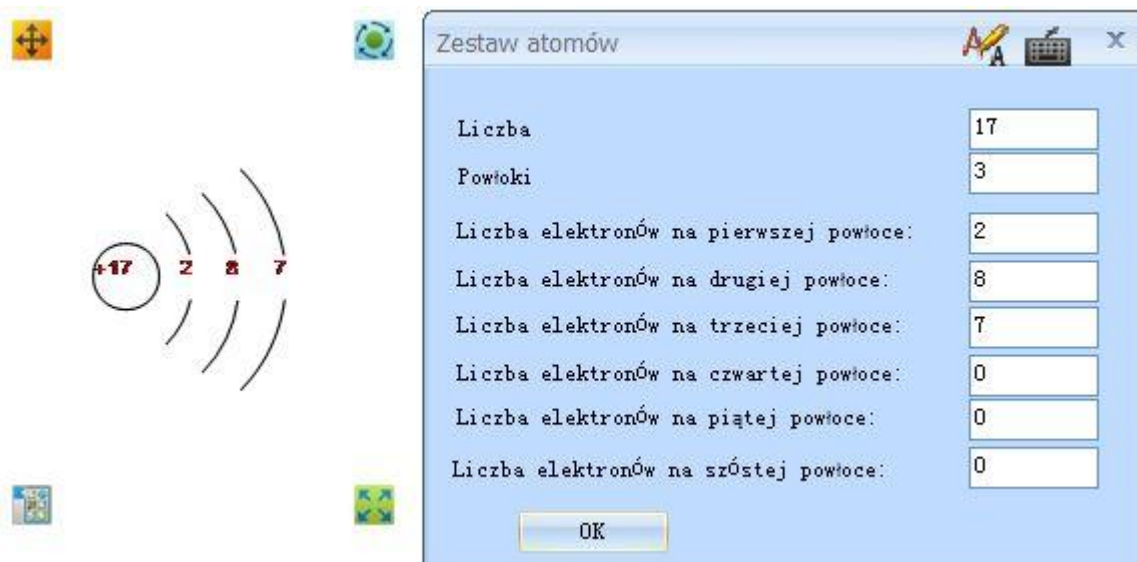 Zestaw atomów
x
Liczba 17
Powłoki 3
Liczba elektronów na pierwszej powłoce: 2
Liczba elektronów na drugiej powłoce: 8
Liczba elektronów na trzeciej powłoce: 7
Liczba elektronów na czwartej powłoce: 0
Liczba elektronów na piątej powłoce: 0
Liczba elektronów na szóstej powłoce: 0
OK
+17 2 8 7